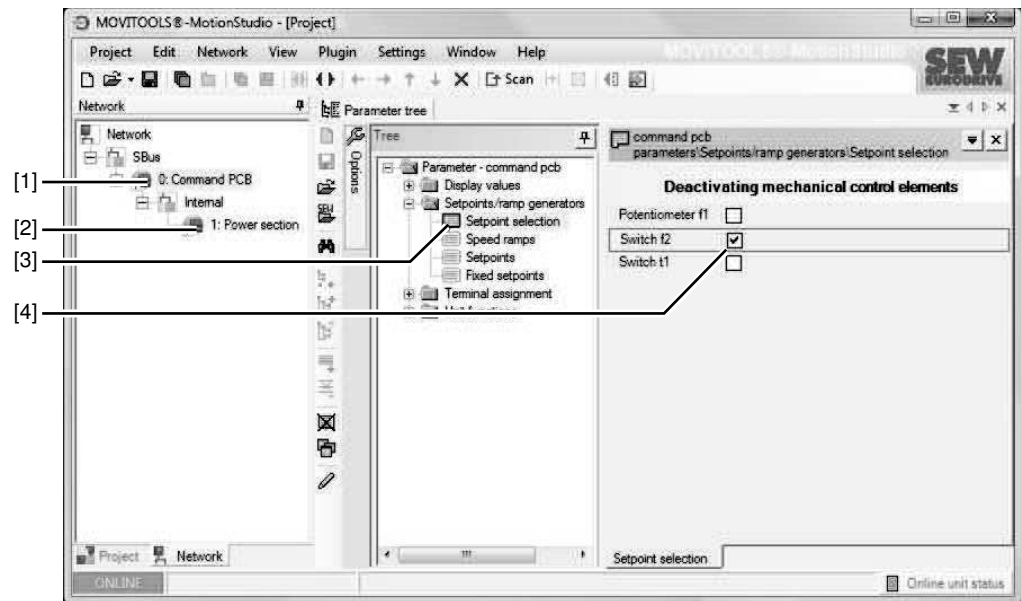 MOVITOOLS®-MotionStudio - [Project]
Project Edit Network View Plugin Settings Window Help
SEW
EURODRIVE
Scan
Network
Parameter tree
Network
SBus
0: Command PCB
Internal
1: Power section
Options
Tree
Parameter - command pcb
Display values
Setpoints/ramp generators
Setpoint selection
Speed ramps
Setpoints
Fixed setpoints
Terminal assignment
command pcb
parameters\Setpoints/ramp generators\Setpoint selection
Deactivating mechanical control elements
Potentiometer f1
Switch f2
Switch t1
[1]
[2]
[3]
[4]
Project Network
Setpoint selection
ONLINE
Online unit status